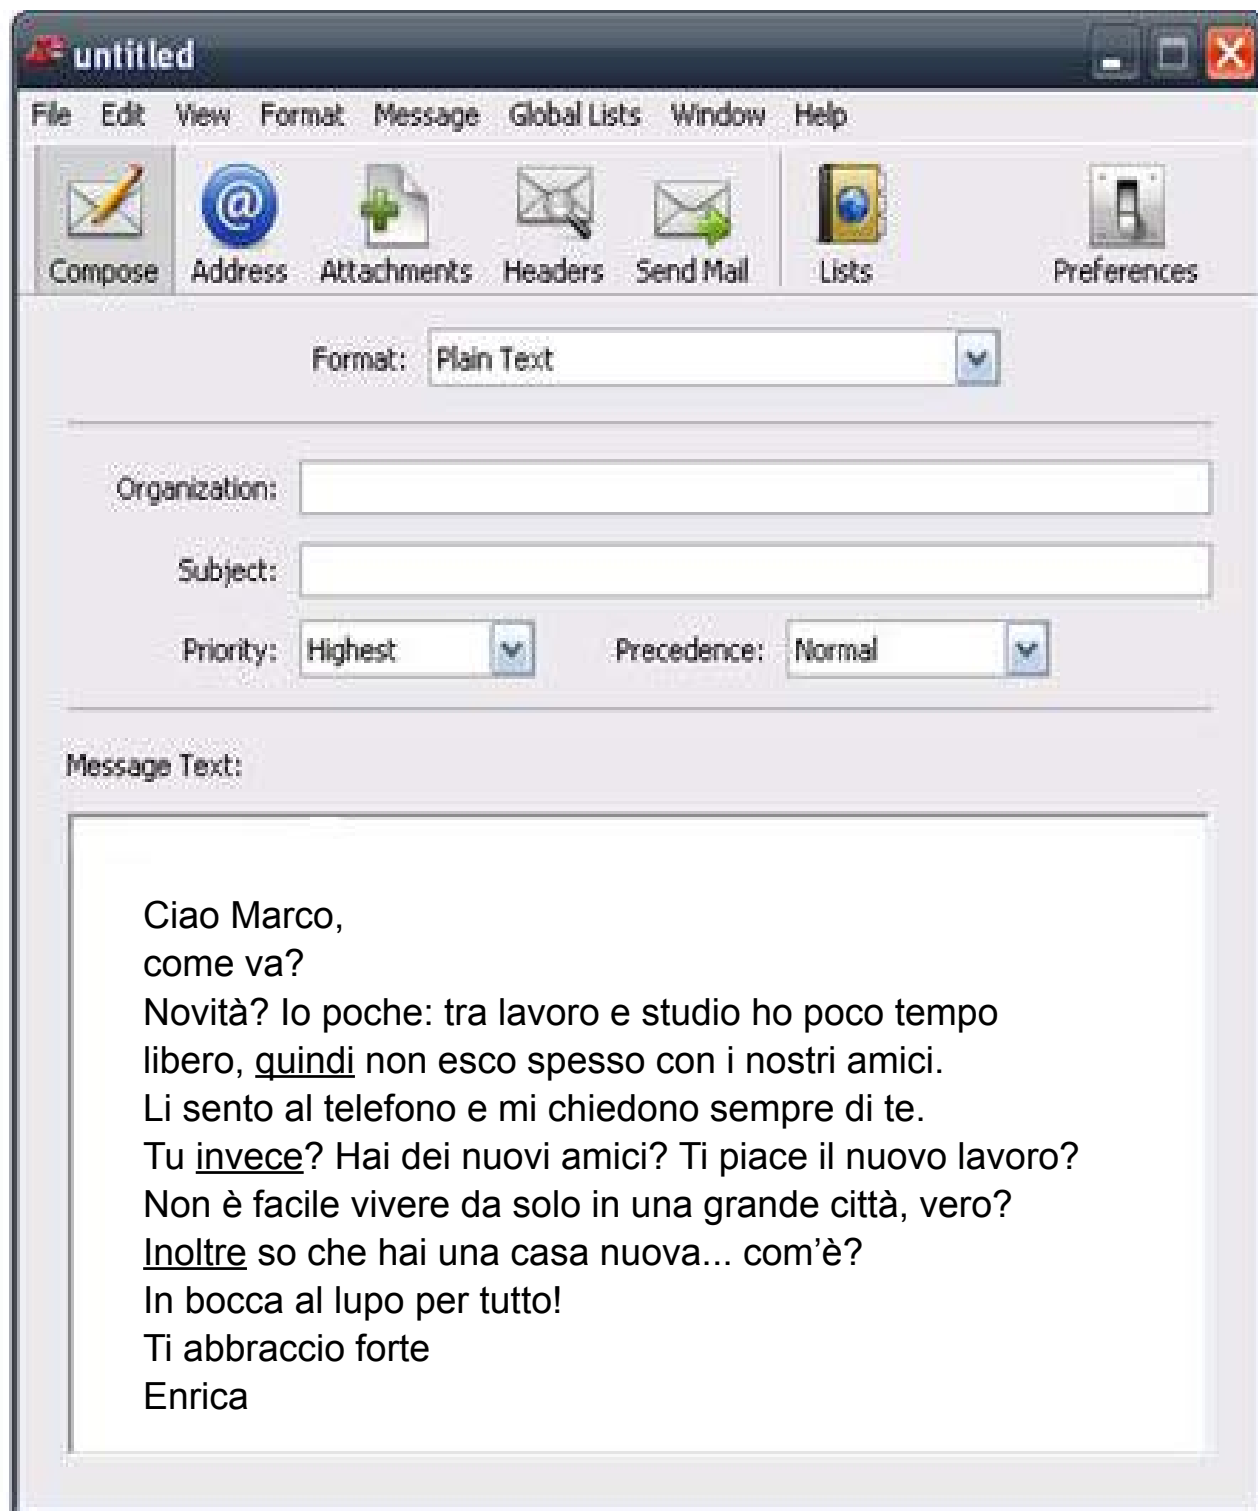 untitled
File Edit View Format Message Global Lists Window Help
Compose Address Attachments Headers Send Mail Lists Preferences
Format: Plain Text
Organization:
Subject:
Priority: Highest Precedence: Normal
Message Text:
Ciao Marco,
come va?
Novità? Io poche: tra lavoro e studio ho poco tempo
libero, quindi non esco spesso con i nostri amici.
Li sento al telefono e mi chiedono sempre di te.
Tu invece? Hai dei nuovi amici? Ti piace il nuovo lavoro?
Non è facile vivere da solo in una grande città, vero?
Inoltre so che hai una casa nuova... com’è?
In bocca al lupo per tutto!
Ti abbraccio forte
Enrica